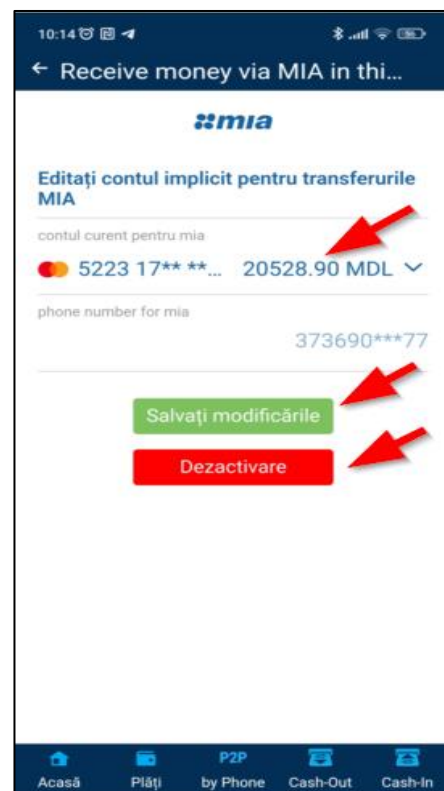 10:14
← Receive money via MIA in thi...
mia
Editați contul implicit pentru transferurile
MIA
contul curent pentru mia
5223 17** **... 20528.90 MDL
phone number for mia
373690***77
Salvați modificările
Dezactivare
Acasă Plăți P2P by Phone Cash-Out Cash-In